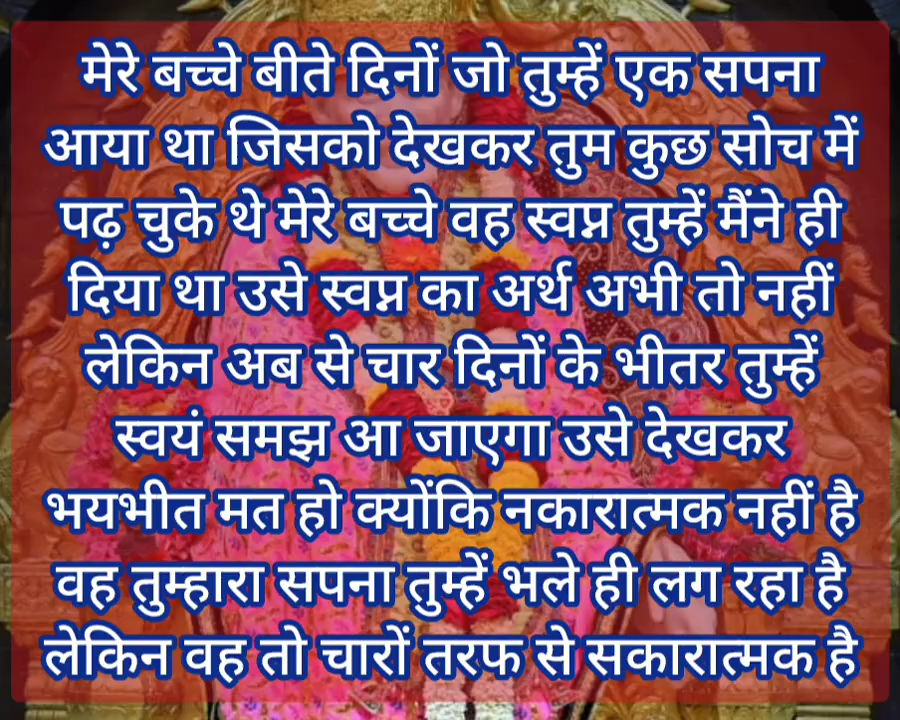 मेरे बच्चे बीते दिनों जो तुम्हें एक सपना
आया था जिसको देखकर तुम कुछ सोच में
पढ़ चुके थे मेरे बच्चे वह स्वप्न तुम्हें मैंने ही
दिया था उसे स्वप्न का अर्थ अभी तो नहीं
लेकिन अब से चार दिनों के भीतर तुम्हें
स्वयं समझ आ जाएगा उसे देखकर
भयभीत मत हो क्योंकि नकारात्मक नहीं है
वह तुम्हारा सपना तुम्हें भले ही लग रहा है
लेकिन वह तो चारों तरफ से सकारात्मक है